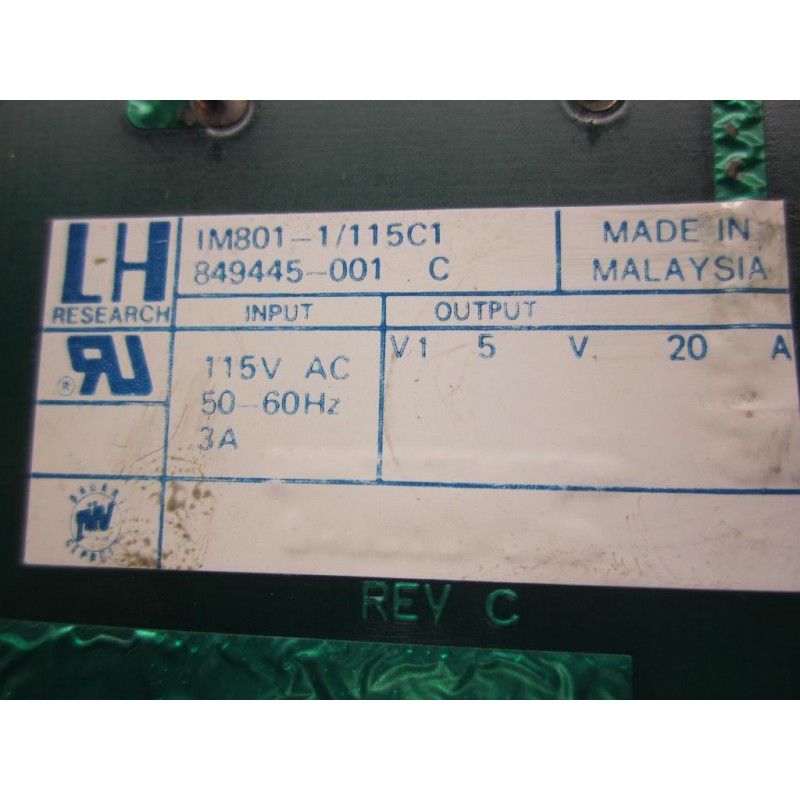 LH
RESEARCH
IM801-1/115C1
849445-001 C
MADE IN
MALAYSIA
INPUT
OUTPUT
115V AC
50-60Hz
3A
V1 5 V. 20 A
®
REV C